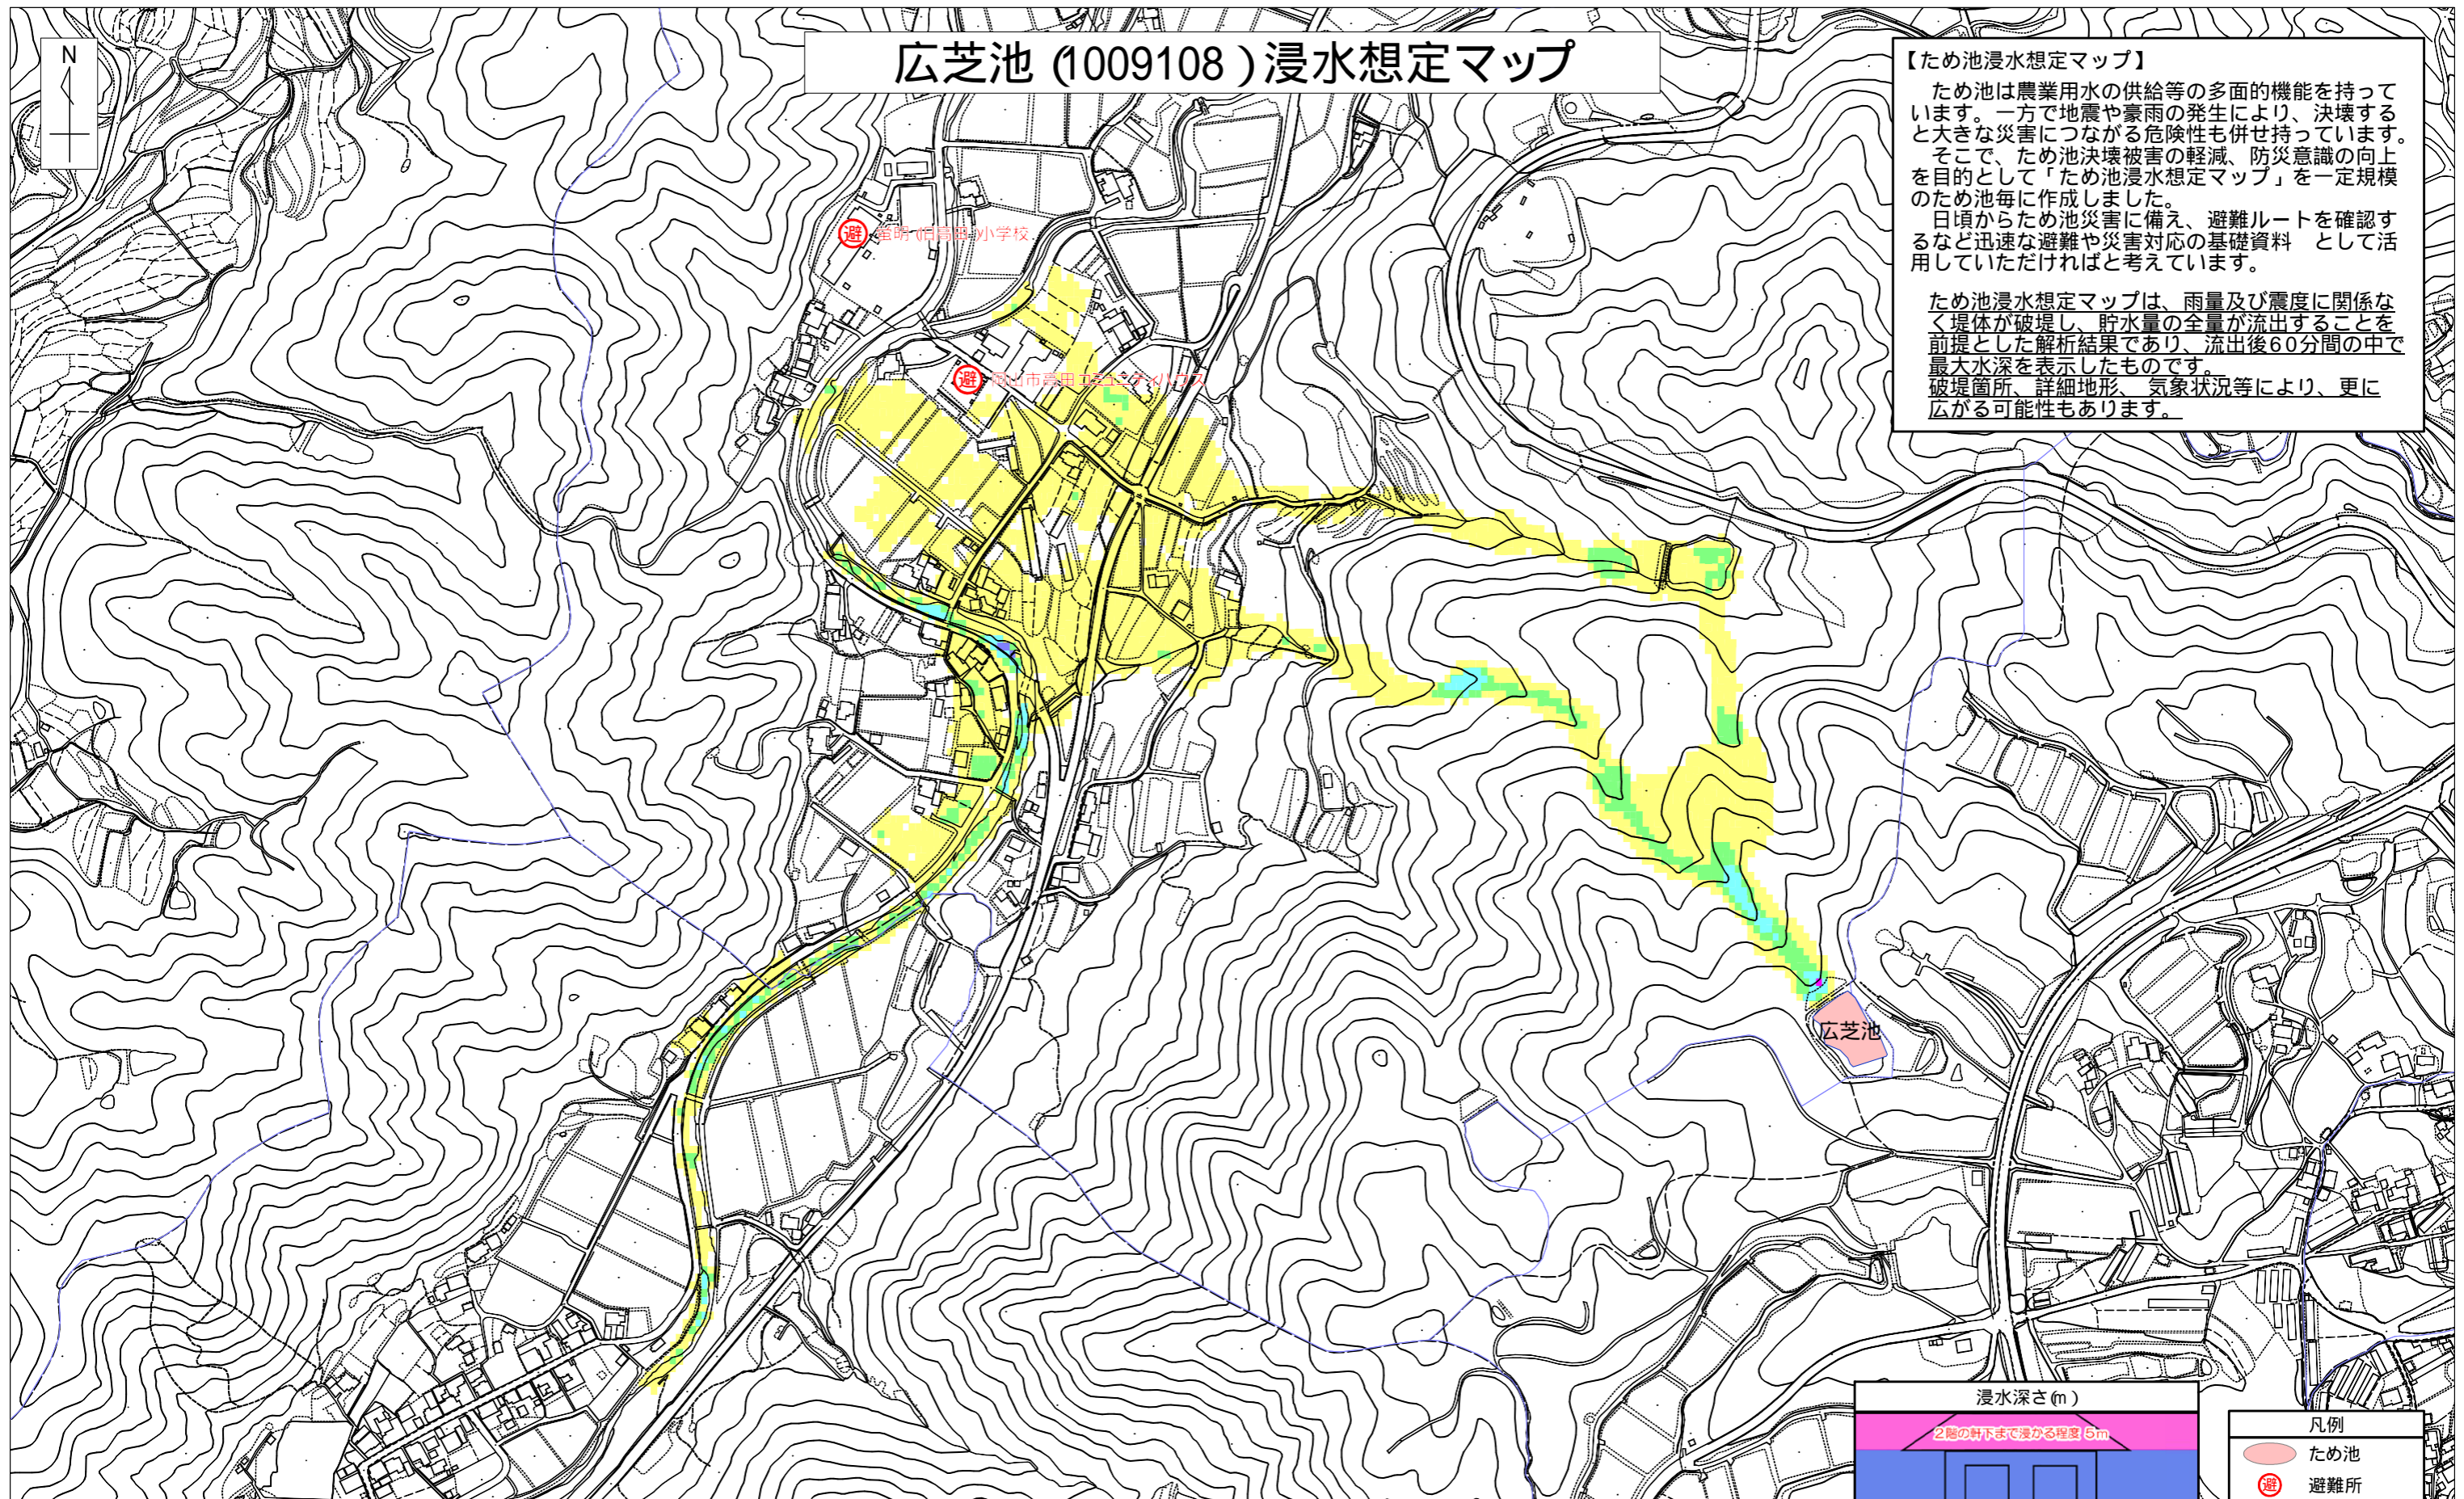 N
広芝池 (1009108 ) 浸水想定マップ
【ため池浸水想定マップ】
ため池は農業用水の供給等の多面的機能を持って
います。一方で地震や豪雨の発生により、決壊する
と大きな災害につながる危険性も併せ持っています。
そこで、ため池決壊被害の軽減、防災意識の向上
を目的として「ため池浸水想定マップ」を一定規模
のため池毎に作成しました。
日頃からため池災害に備え、避難ルートを確認す
るなど迅速な避難や災害対応の基礎資料　として活
用していただければと考えています。
ため池浸水想定マップは、雨量及び震度に関係な
く堤体が破堤し、貯水量の全量が流出することを
前提とした解析結果であり、流出後60分間の中で
最大水深を表示したものです。
破堤箇所、詳細地形、 気象状況等により、更に
広がる可能性もあります。
避 明(旧高田)小学校
避 岡山市高田コミュニティハウス
広芝池
浸水深さ(m)
2階の軒下まで浸かる程度 5m
凡例
ため池
避 避難所